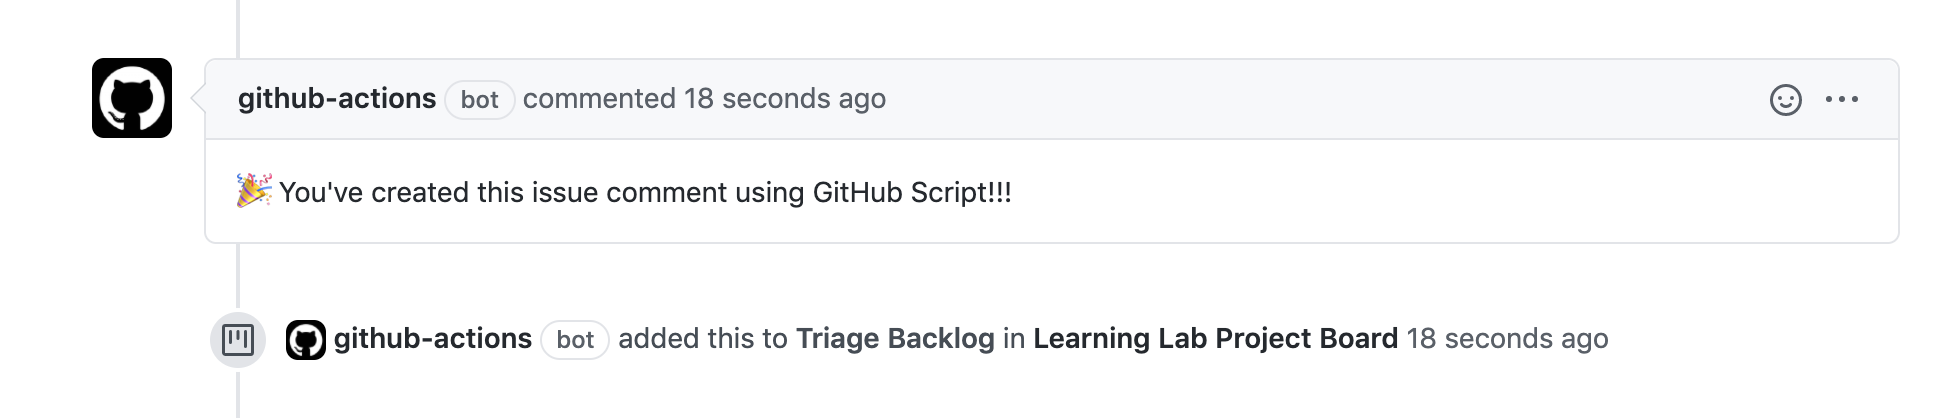 github-actions bot commented 18 seconds ago
🎉 You've created this issue comment using GitHub Script!!!
github-actions bot added this to Triage Backlog in Learning Lab Project Board 18 seconds ago